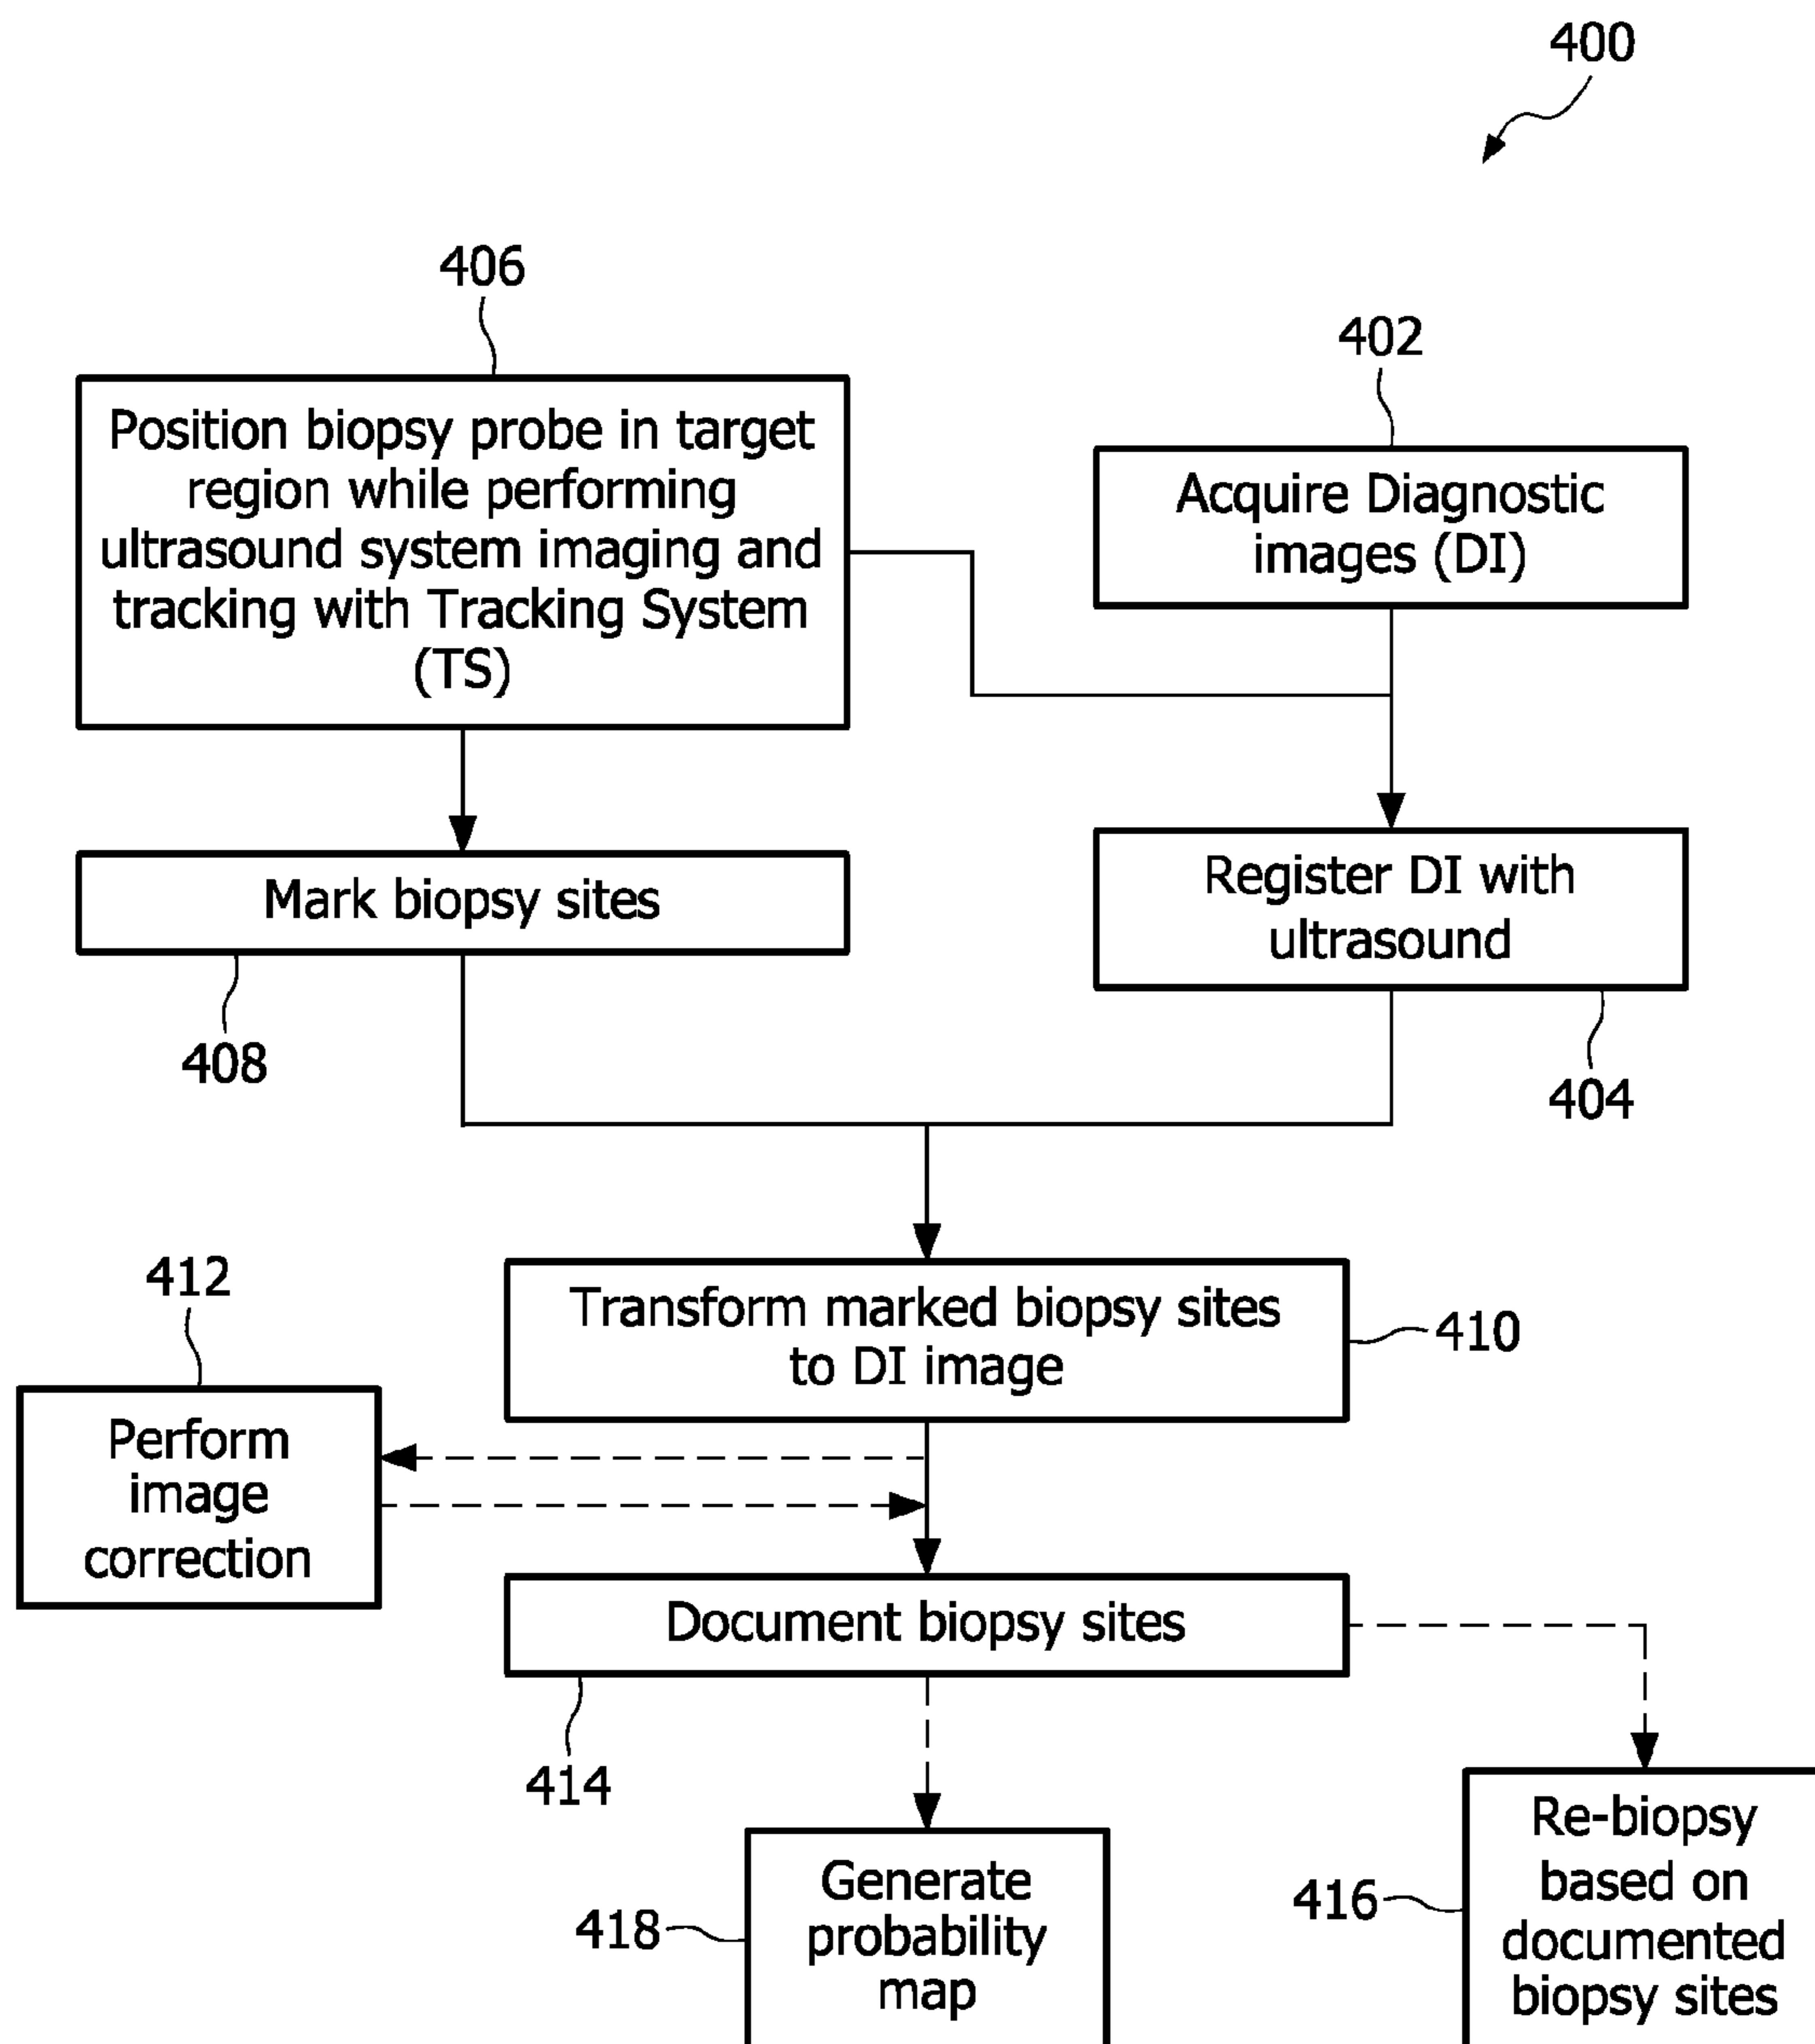 400
406
402
Position biopsy probe in target
region while performing
ultrasound system imaging and
tracking with Tracking System
(TS)
Acquire Diagnostic
images (DI)
Mark biopsy sites
Register DI with
ultrasound
408
404
412
Transform marked biopsy sites
to DI image
410
Perform
image
correction
Document biopsy sites
414
Generate
probability
map
418
Re-biopsy
based on
documented
biopsy sites
416